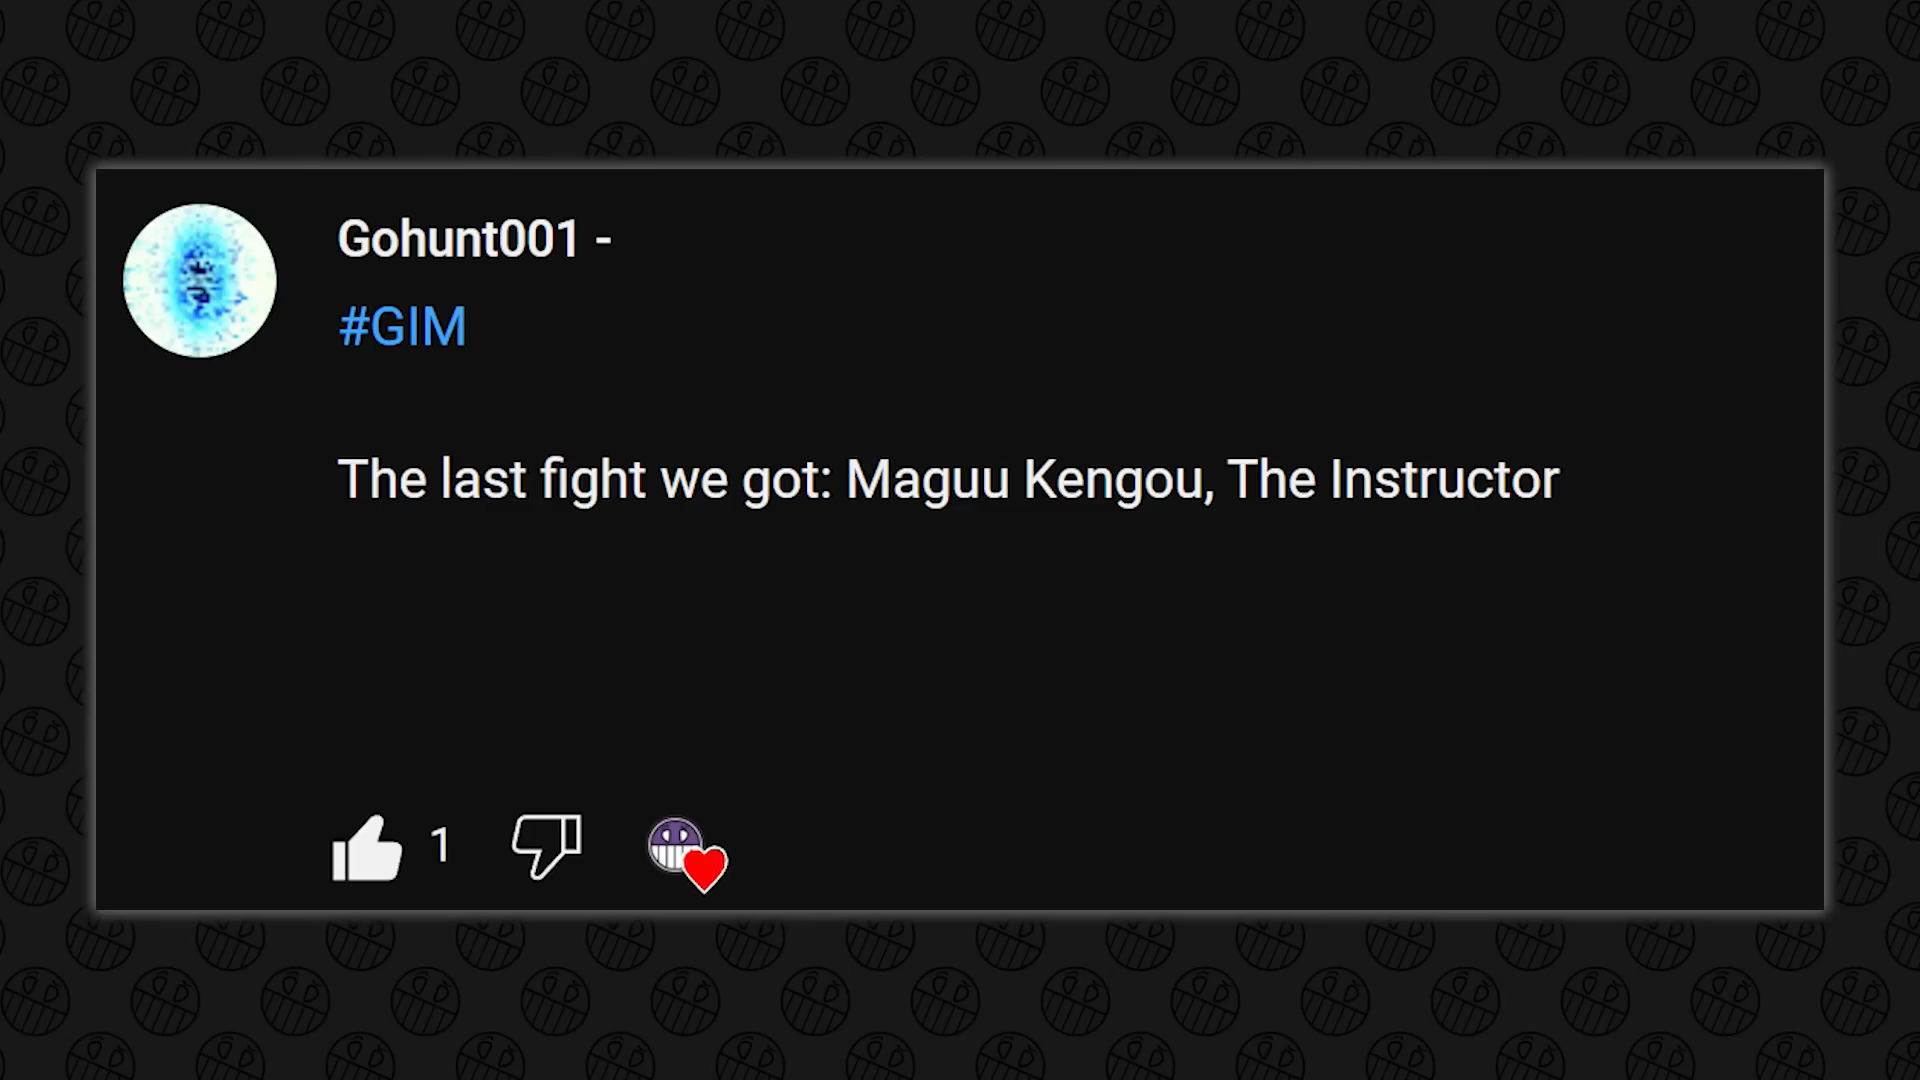 Gohunt001 -
#GIM
The last fight we got: Maguu Kengou, The Instructor
1